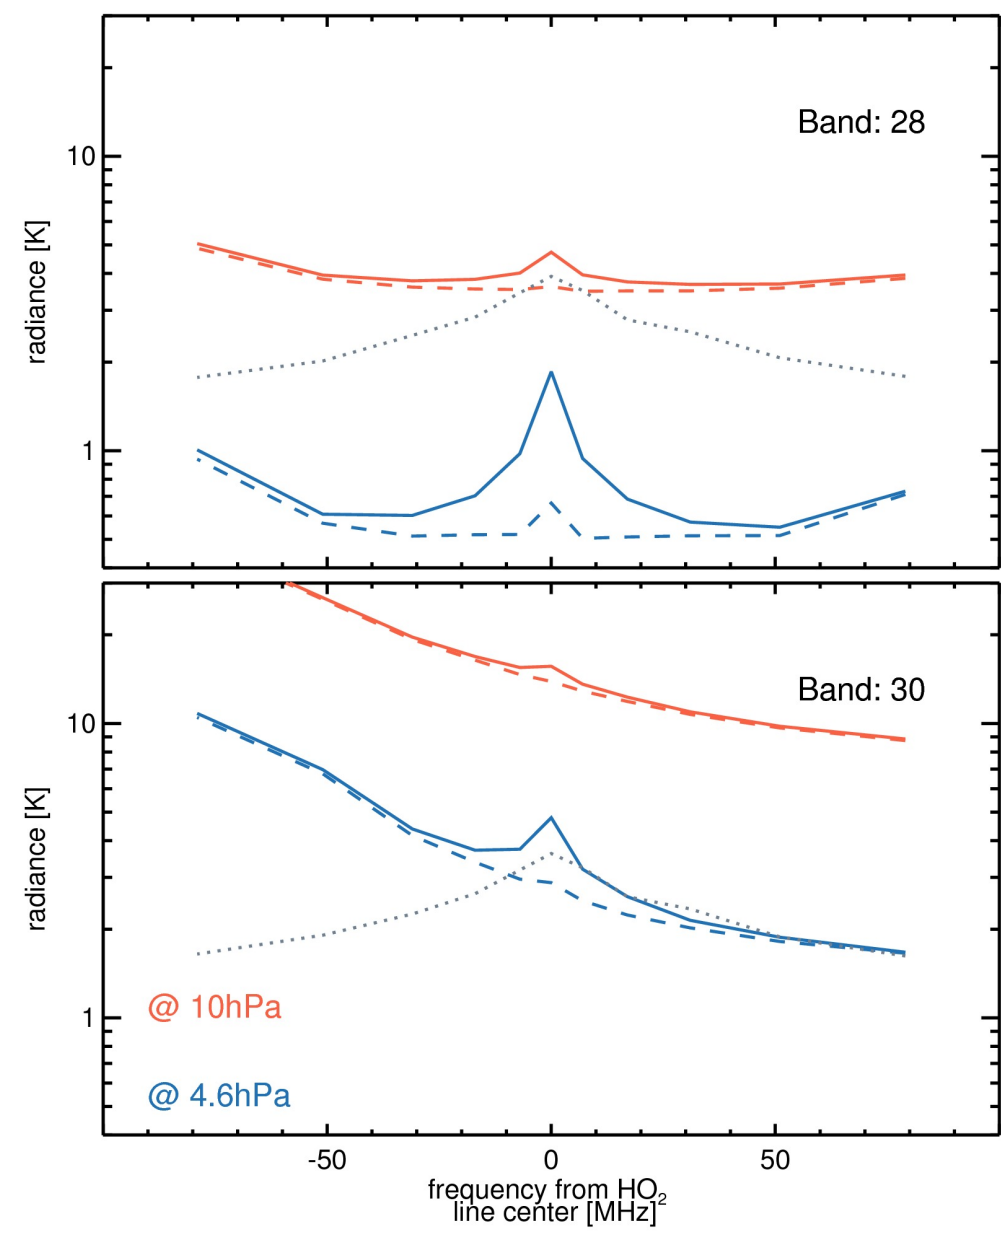 Band: 28
10
1
radiance [K]
Band: 30
10
1
radiance [K]
@ 10hPa
@ 4.6hPa
-50 0 50
frequency from HO₂
line center [MHz]